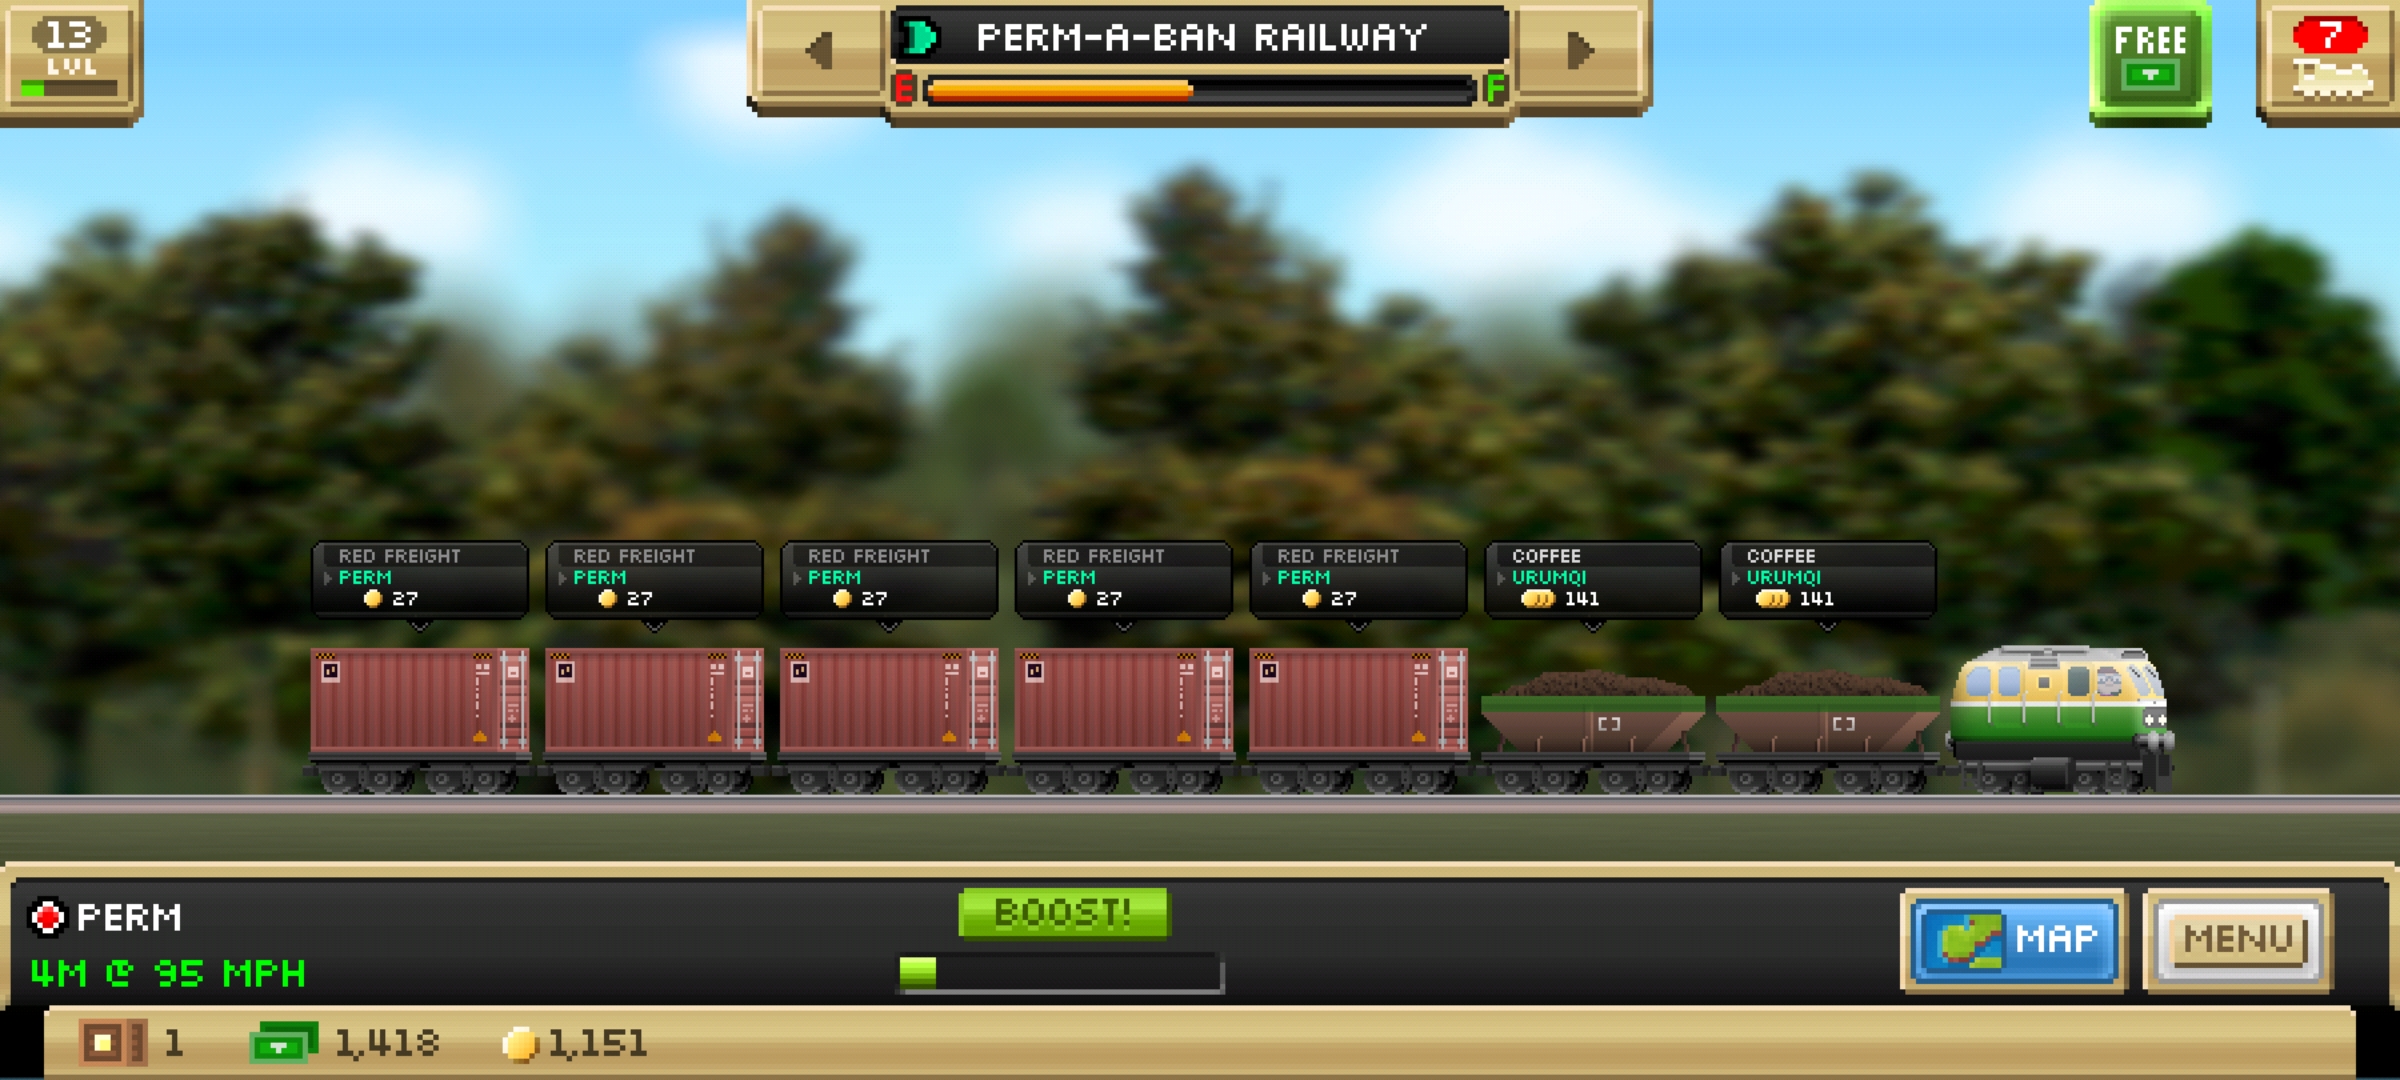 13
LVL
PERM-A-BAN RAILWAY
E F
FREE
7
RED FREIGHT
PERM
27
RED FREIGHT
PERM
27
RED FREIGHT
PERM
27
RED FREIGHT
PERM
27
RED FREIGHT
PERM
27
COFFEE
URUMQI
141
COFFEE
URUMQI
141
PERM
4M @ 95 MPH
BOOST!
MAP
MENU
1
1,418
1,151